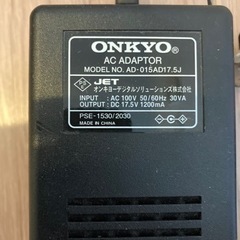 ONKYO®
AC ADAPTOR
MODEL NO. AD-015AD17.5J
JET
オンキヨーデジタルソリューションズ株式会社
INPUT : AC 100V 50/60Hz 30VA
OUTPUT : DC 17.5V 1200mA
PSE-1530/2030
MADE IN CHINA